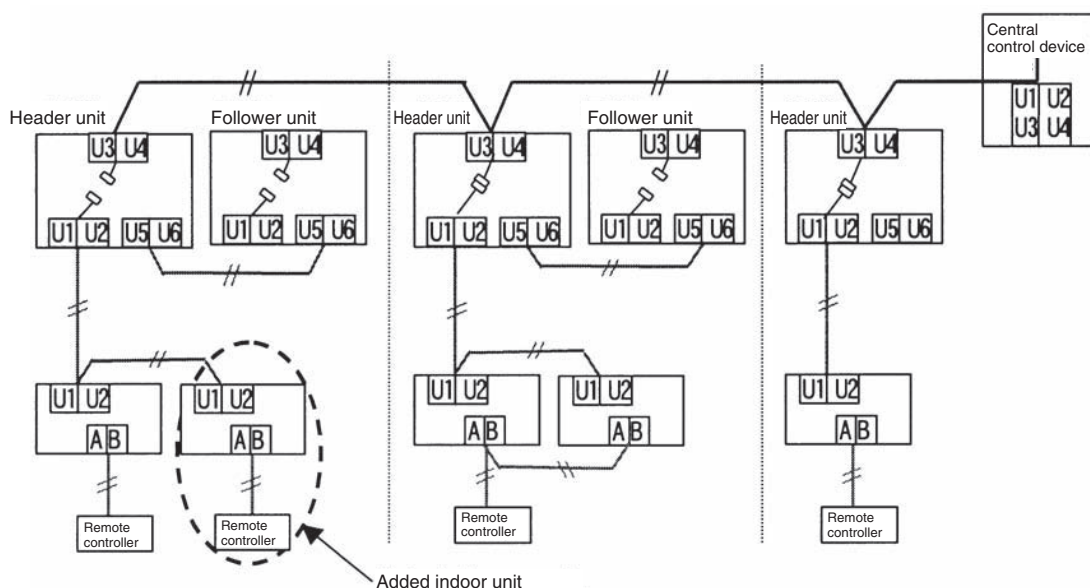 Central
control device
U1 U2
U3 U4
Header unit
Follower unit
Header unit
Follower unit
Header unit
U3 U4
U3 U4
U3 U4
U3 U4
U3 U4
U1 U2
U5 U6
U1 U2
U5 U6
U1 U2
U5 U6
U1 U2
U5 U6
U1 U2
U5 U6
U1 U2
U1 U2
U1 U2
U1 U2
U1 U2
A B
A B
A B
A B
A B
Remote
controller
Remote
controller
Remote
controller
Remote
controller
Added indoor unit